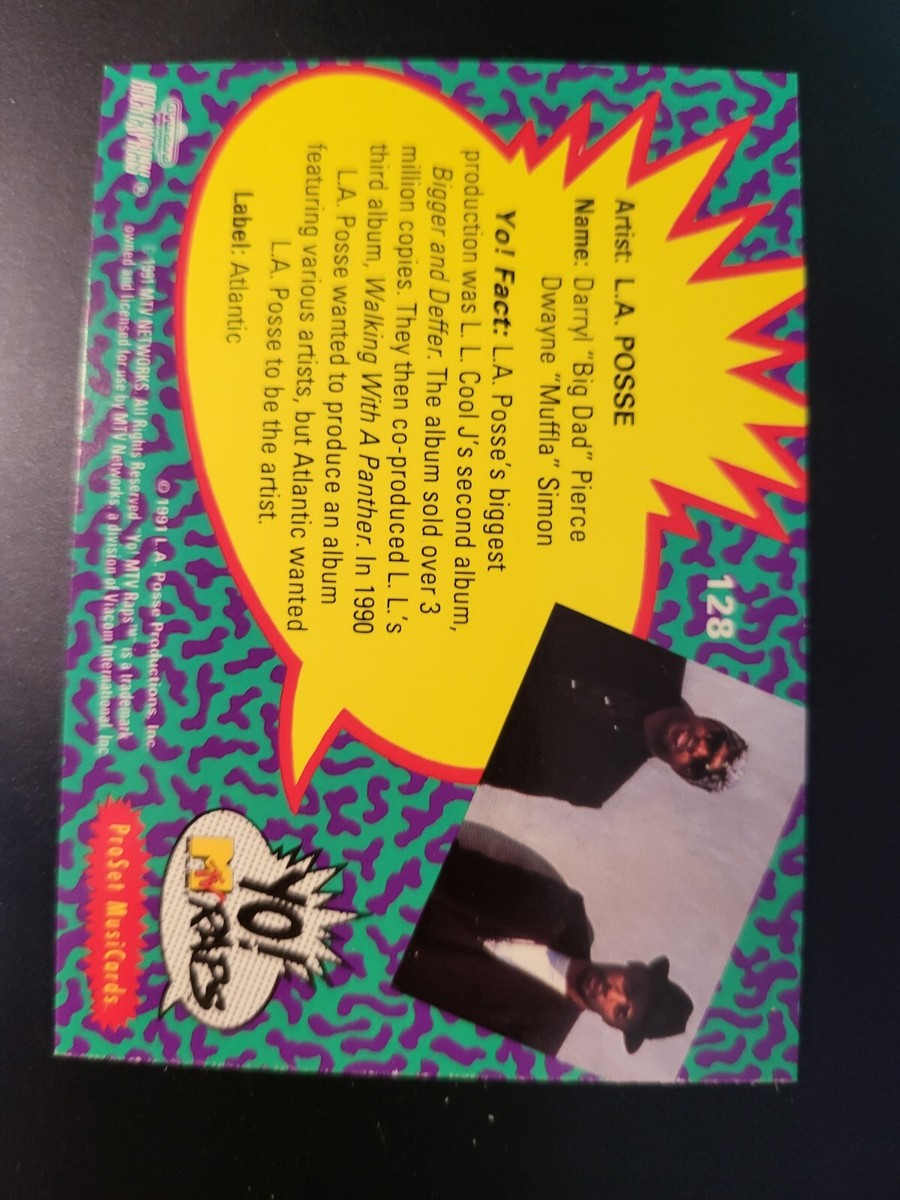 128
Artist: L.A. POSSE
Name: Darryl "Big Dad" Pierce
Dwayne "Muffla" Simon
Yo! Fact: L.A. Posse's biggest
production was L. L. Cool J's second album,
Bigger and Deffer. The album sold over 3
million copies. They then co-produced L. L.'s
third album, Walking With A Panther. In 1990
L.A. Posse wanted to produce an album
featuring various artists, but Atlantic wanted
L.A. Posse to be the artist.
Label: Atlantic
YO!
MTV RAPS
ProSet MusiCards
®
© 1991 L.A. Posse Productions, Inc.
© 1991 MTV NETWORKS. All Rights Reserved. "Yo! MTV Raps"™ is a trademark
owned and licensed for use by MTV Networks, a division of Viacom International, Inc.